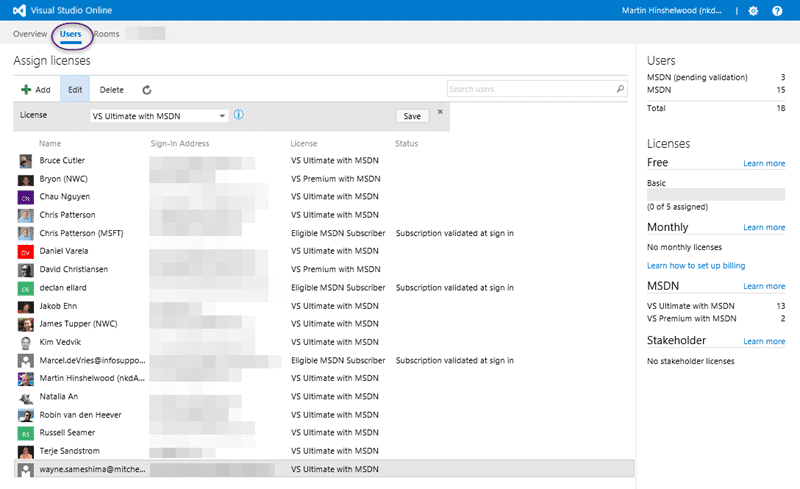 Visual Studio Online
Martin Hinshelwood (nkd...
Overview Users Rooms
Assign licenses
Add Edit Delete
Search users
License VS Ultimate with MSDN Save
Name Sign-In Address License Status
Bruce Cutler VS Ultimate with MSDN
Bryon (NWC) VS Premium with MSDN
CN Chau Nguyen VS Ultimate with MSDN
Chris Patterson VS Ultimate with MSDN
Chris Patterson (MSFT) Eligible MSDN Subscriber Subscription validated at sign in
DV Daniel Varela VS Ultimate with MSDN
David Christiansen VS Premium with MSDN
DE declan ellard Eligible MSDN Subscriber Subscription validated at sign in
Jakob Ehn VS Ultimate with MSDN
James Tupper (NWC) VS Ultimate with MSDN
Kim Vedvik VS Ultimate with MSDN
Marcel.deVries@infosuppo... Eligible MSDN Subscriber Subscription validated at sign in
Martin Hinshelwood (nkdA... VS Ultimate with MSDN
Natalia An VS Ultimate with MSDN
Robin van den Heever VS Ultimate with MSDN
RS Russell Seamer VS Ultimate with MSDN
Terje Sandstrom VS Ultimate with MSDN
wayne.sameshima@mitche... VS Ultimate with MSDN
Users
MSDN (pending validation) 3
MSDN 15
Total 18
Licenses
Free Learn more
Basic
(0 of 5 assigned)
Monthly Learn more
No monthly licenses
Learn how to set up billing
MSDN Learn more
VS Ultimate with MSDN 13
VS Premium with MSDN 2
Stakeholder Learn more
No stakeholder licenses